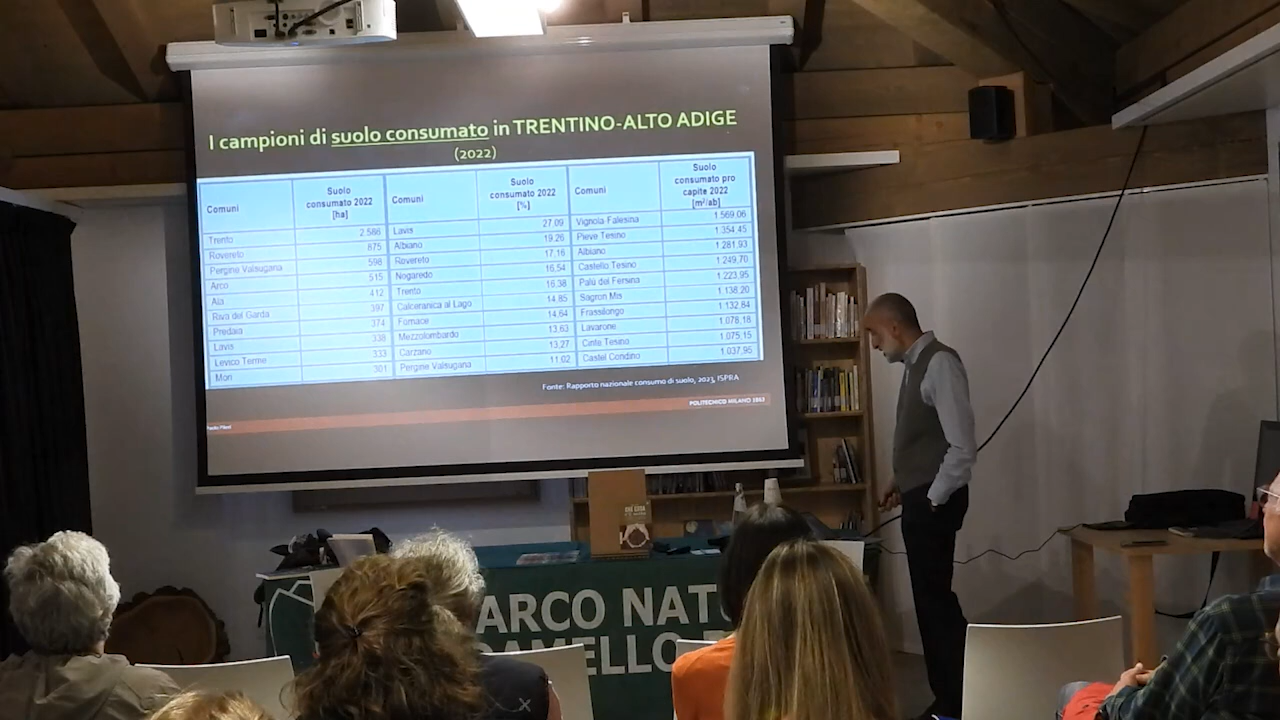 I campioni di suolo consumato in TRENTINO-ALTO ADIGE
(2022)
Comuni Suolo consumato 2022 [ha] Comuni Suolo consumato 2022 [%] Comuni Suolo consumato pro capite 2022 [m²/ab]
Trento 2.586 Lavis 27,09 Vignola-Falesina 1.569,06
Rovereto 875 Albiano 19,26 Pieve Tesino 1.354,45
Pergine Valsugana 598 Rovereto 17,16 Albiano 1.281,93
Arco 515 Nogaredo 16,54 Castello Tesino 1.249,70
Ala 412 Trento 16,38 Palù del Fersina 1.223,95
Riva del Garda 397 Calceranica al Lago 14,85 Sagron Mis 1.138,20
Predaia 374 Fornace 14,64 Frassilongo 1.132,84
Lavis 338 Mezzolombardo 13,63 Lavarone 1.078,18
Levico Terme 333 Carzano 13,27 Cinte Tesino 1.075,15
Mori 301 Pergine Valsugana 11,02 Castel Condino 1.037,95
Fonte: Rapporto nazionale consumo di suolo, 2023, ISPRA
POLITECNICO MILANO 1863
Paolo Pileri
CHE COSA
ARCO NAT
AMELLO